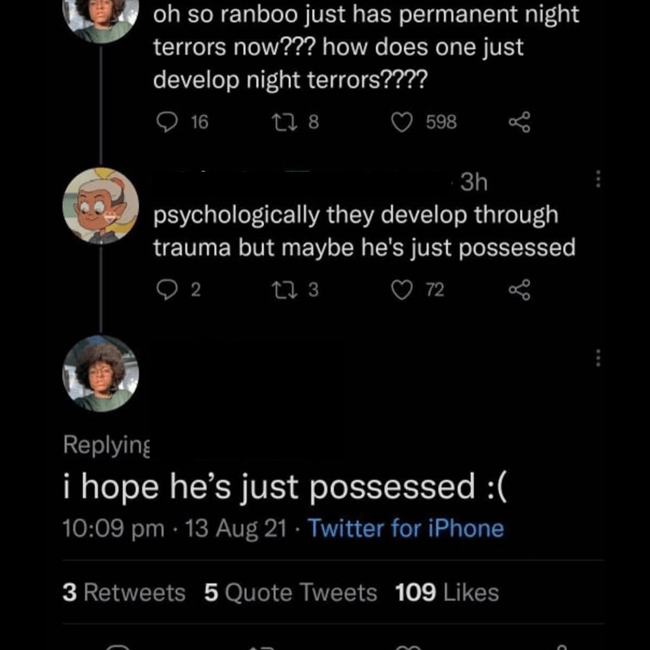 oh so ranboo just has permanent night
terrors now??? how does one just
develop night terrors????
16 8 598
3h
psychologically they develop through
trauma but maybe he's just possessed
2 3 72
Replying
i hope he's just possessed :(
10:09 pm · 13 Aug 21 · Twitter for iPhone
3 Retweets 5 Quote Tweets 109 Likes